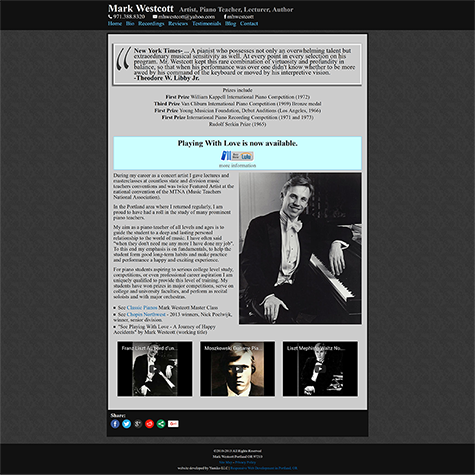 Mark Westcott Artist, Piano Teacher, Lecturer, Author
971.388.8320 mhwestcott@yahoo.com mhwestcott
Home Bio Recordings Reviews Testimonials Blog Contact
New York Times- ... A pianist who possesses not only an overwhelming talent but
extraordinary musical sensitivity as well. At every point in every selection on his
program, Mr. Westcott kept this rare combination of virtuosity and profundity in
balance, so that when his performance was over one didn't know whether to be more
awed by his command of the keyboard or moved by his interpretive vision.
-Theodore W. Libby Jr.
Prizes include
First Prize William Kappell International Piano Competition (1972)
Third Prize Van Cliburn International Piano Competition (1969) Bronze medal
First Prize Young Musician Foundation, Debut Auditions (Los Angeles, 1966)
First Prize International Piano Recording Competition (1971 and 1973)
Rudolf Serkin Prize (1965)
Playing With Love is now available.
Lulu
more information
During my career as a concert artist I gave lectures and
masterclasses at countless state and division music
teachers conventions and was twice Featured Artist at the
national convention of the MTNA (Music Teachers
National Association).
In the Portland area where I returned regularly, I am
proud to have had a roll in the study of many prominent
piano teachers.
My aim as a piano teacher of all levels and ages is to
guide the student to a deep and lasting personal
relationship to the world of music. I have often said
"when they don't need me any more I have done my job".
To this end my emphasis is on fundamentals, to help the
student form good long-term habits and make practice
and performance a happy and exciting experience.
For piano students aspiring to serious college level study,
competitions, or even professional career aspiration I am
uniquely qualified to provide this level of training. My
students have won prizes in major competitions, serve on
college and university faculties, and perform as recital
soloists and with major orchestras.
See Classic Pianos Mark Westcott Master Class
See Chopin Northwest - 2013 winners, Nick Poelwijk,
winner, senior division.
"See Playing With Love - A Journey of Happy
Accidents" by Mark Westcott (working title)
Franz Liszt Au bord d'un...
Moszkowski Guitarre Pia...
Liszt Mephisto Waltz No...
Share:
Mark Westcott Portland OR 97219